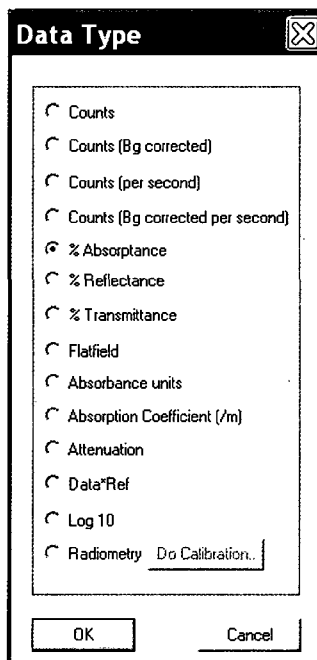 Data Type
Counts
Counts (Bg corrected)
Counts (per second)
Counts (Bg corrected per second)
% Absorptance
% Reflectance
% Transmittance
Flatfield
Absorbance units
Absorption Coefficient (/m)
Attenuation
Data*Ref
Log 10
Radiometry Do Calibration..
OK Cancel